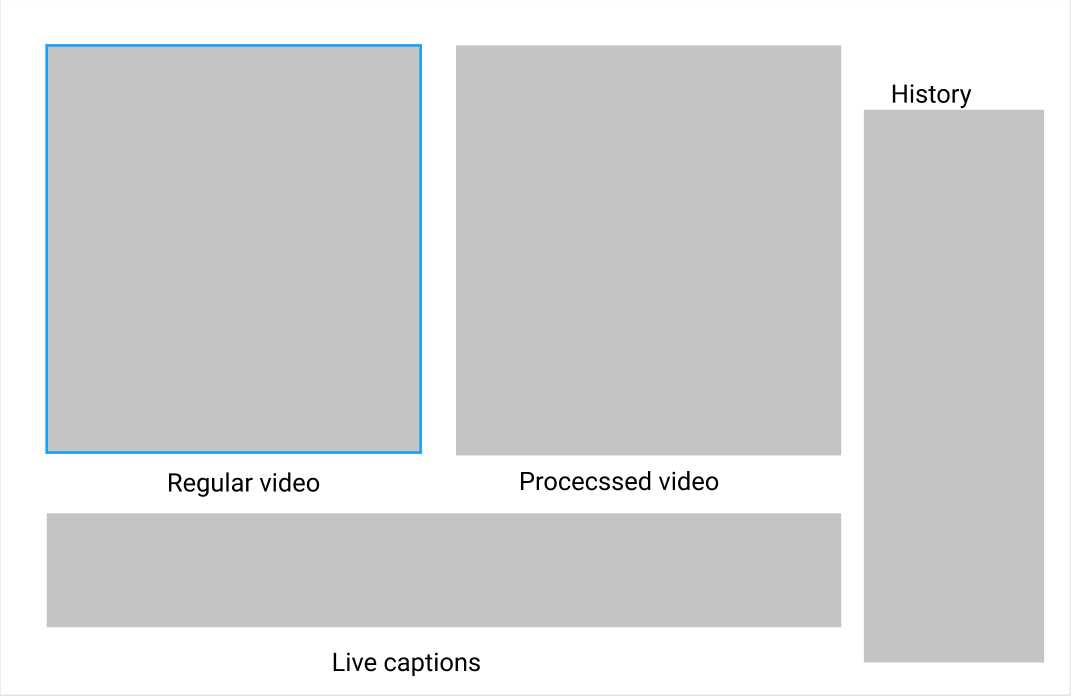 History
Regular video
Procecssed video
Live captions